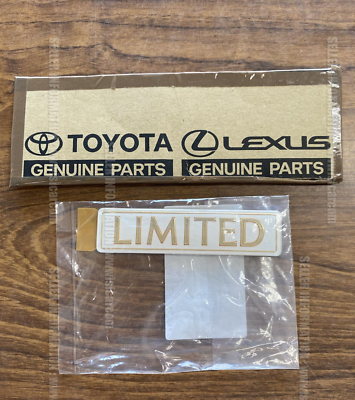 TOYOTA LEXUS
GENUINE PARTS GENUINE PARTS
LIMITED